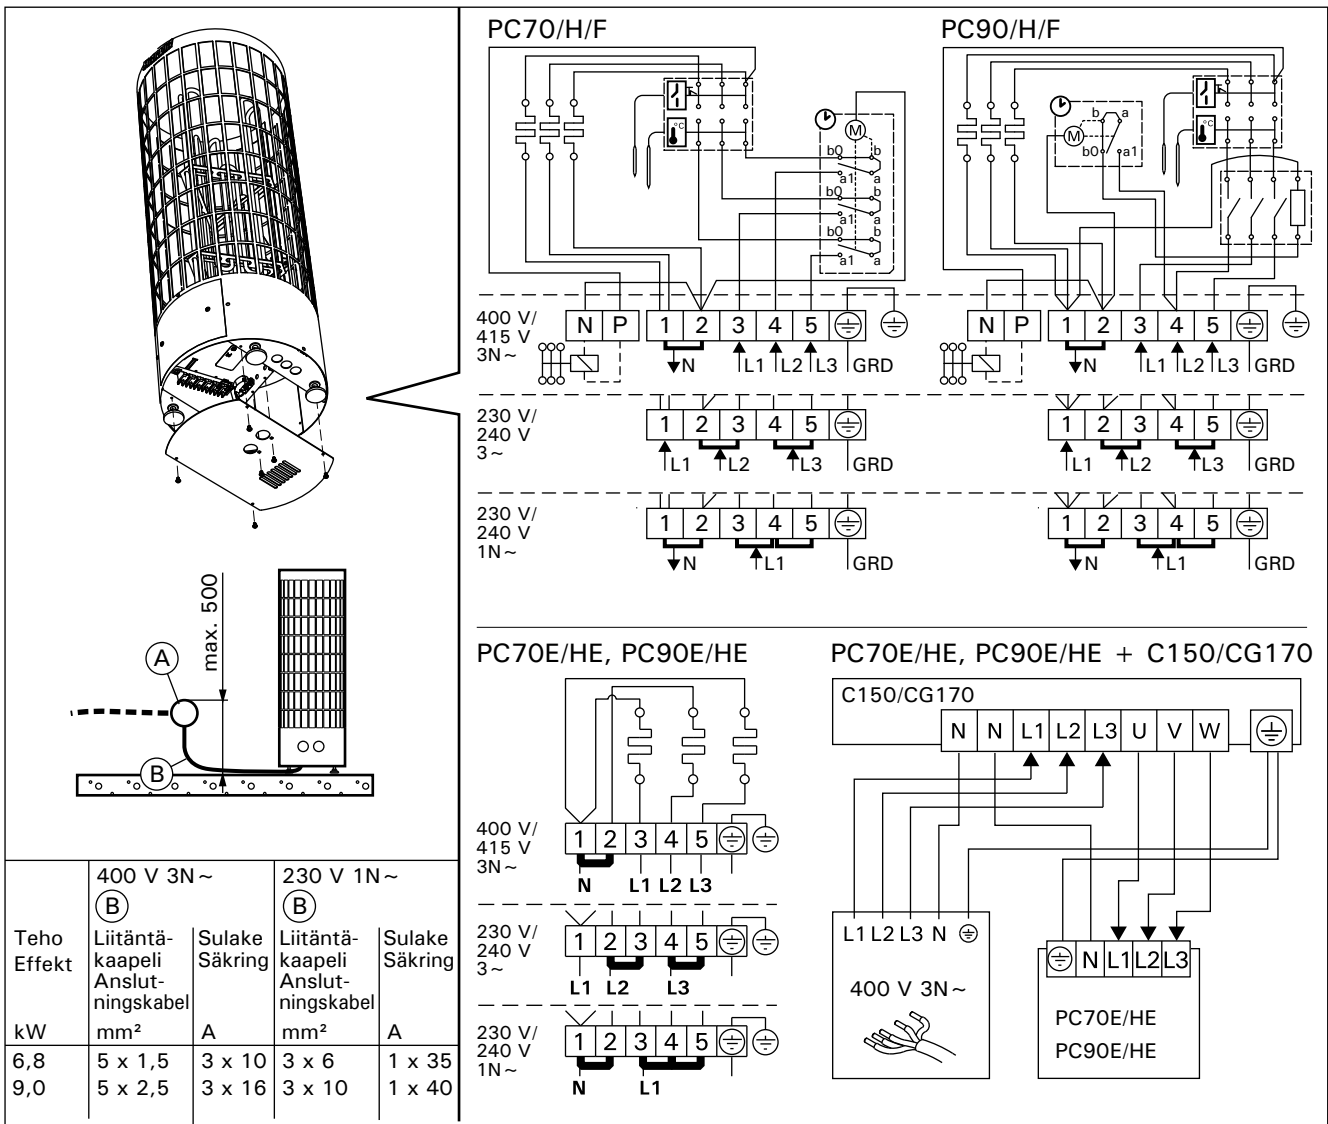 PC70/H/F
PC90/H/F
°C
M
b0 b
a1 a
b0 b
a1 a
b0 b
a1 a
b a
M
b0 a1
°C
400 V/
415 V
3N~
N P 1 2 3 4 5
N L1 L2 L3 GRD
N P 1 2 3 4 5
N L1 L2 L3 GRD
230 V/
240 V
3~
1 2 3 4 5
L1 L2 L3 GRD
1 2 3 4 5
L1 L2 L3 GRD
230 V/
240 V
1N~
1 2 3 4 5
N L1 GRD
1 2 3 4 5
N L1 GRD
max. 500
A
B
PC70E/HE, PC90E/HE
400 V/
415 V
3N~
1 2 3 4 5
N L1 L2 L3
230 V/
240 V
3~
1 2 3 4 5
L1 L2 L3
230 V/
240 V
1N~
1 2 3 4 5
N L1
PC70E/HE, PC90E/HE + C150/CG170
C150/CG170
N N L1 L2 L3 U V W
L1 L2 L3 N
400 V 3N~
N L1 L2 L3
PC70E/HE
PC90E/HE
400 V 3N~ 230 V 1N~
B B
Teho Liitäntä- Sulake Liitäntä- Sulake
Effekt kaapeli Säkring kaapeli Säkring
Anslut- Anslut-
ningskabel ningskabel
kW mm² A mm² A
6,8 5 x 1,5 3 x 10 3 x 6 1 x 35
9,0 5 x 2,5 3 x 16 3 x 10 1 x 40